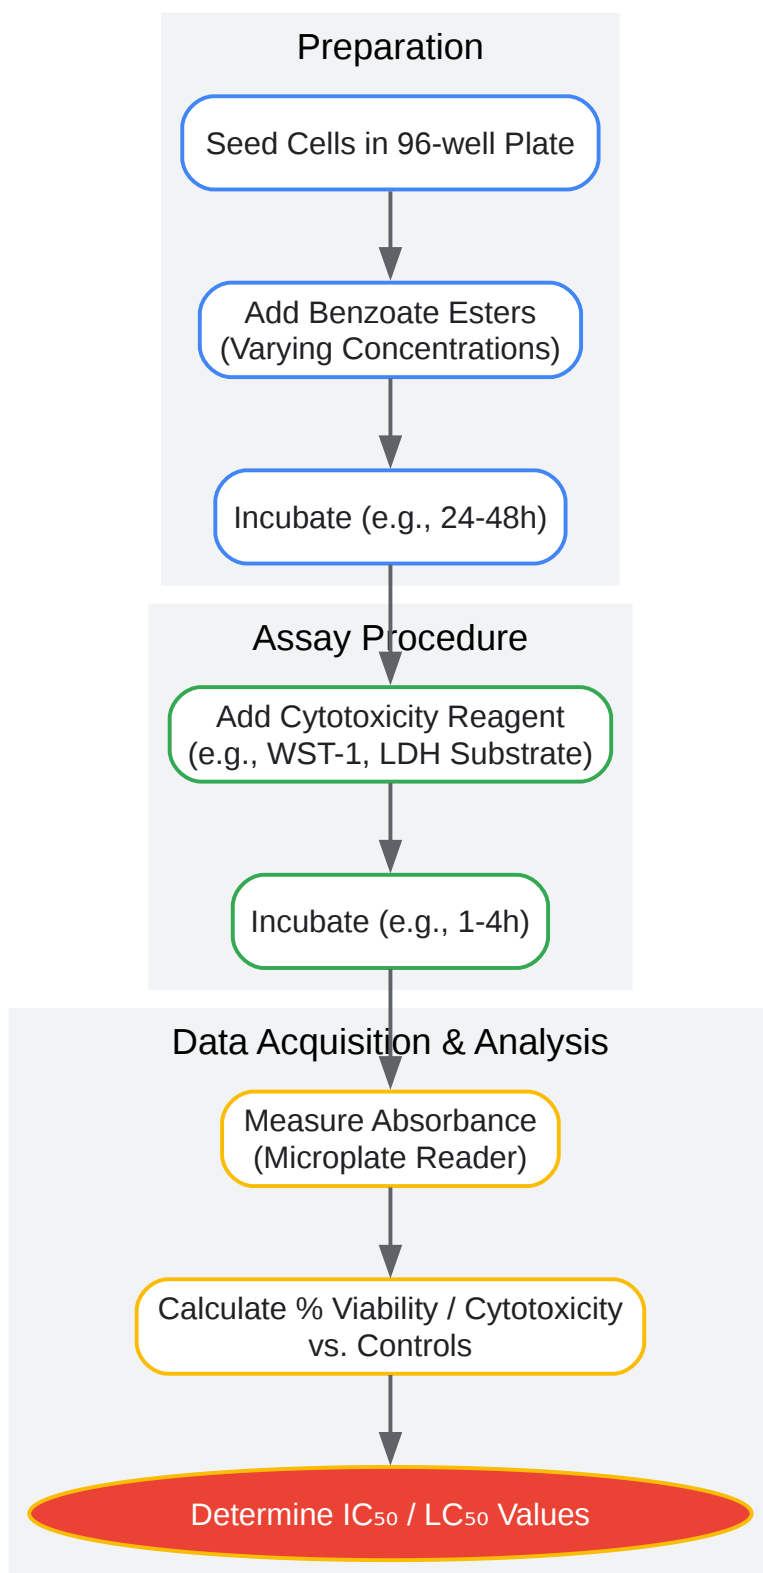 Preparation
Seed Cells in 96-well Plate
Add Benzoate Esters
(Varying Concentrations)
Incubate (e.g., 24-48h)
Assay Procedure
Add Cytotoxicity Reagent
(e.g., WST-1, LDH Substrate)
Incubate (e.g., 1-4h)
Data Acquisition & Analysis
Measure Absorbance
(Microplate Reader)
Calculate % Viability / Cytotoxicity
vs. Controls
Determine IC₅₀ / LC₅₀ Values